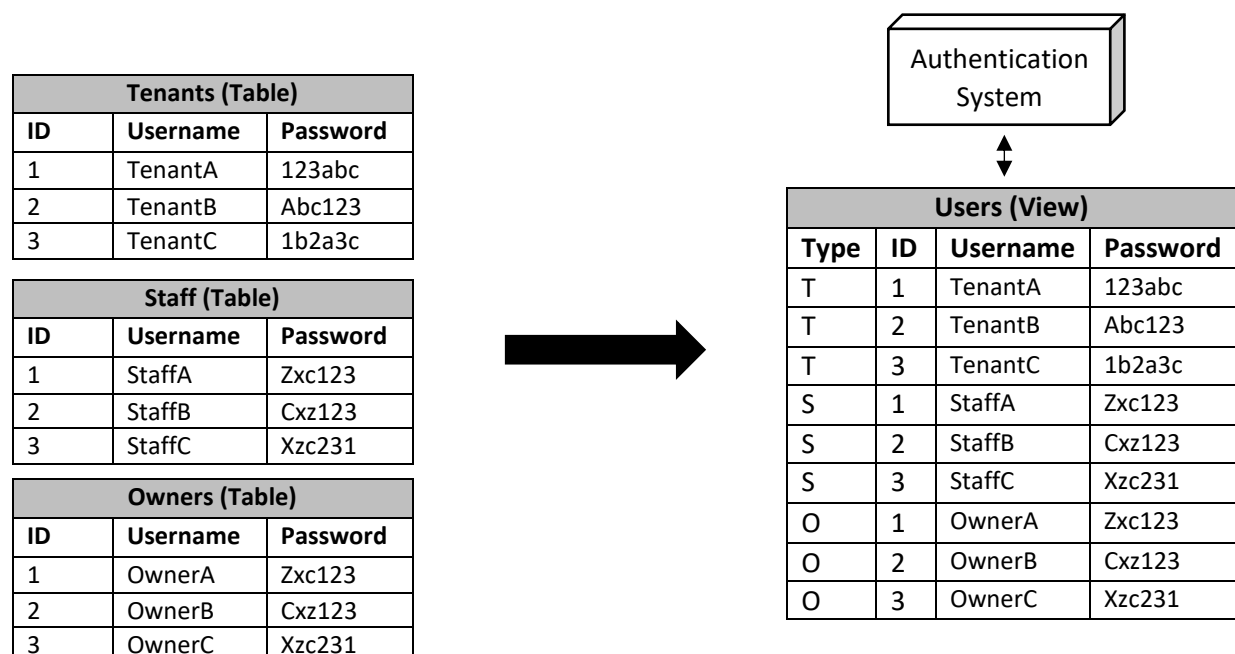 Tenants (Table)
ID Username Password
1 TenantA 123abc
2 TenantB Abc123
3 TenantC 1b2a3c
Staff (Table)
ID Username Password
1 StaffA Zxc123
2 StaffB Cxz123
3 StaffC Xzc231
Owners (Table)
ID Username Password
1 OwnerA Zxc123
2 OwnerB Cxz123
3 OwnerC Xzc231
Authentication
System
Users (View)
Type ID Username Password
T 1 TenantA 123abc
T 2 TenantB Abc123
T 3 TenantC 1b2a3c
S 1 StaffA Zxc123
S 2 StaffB Cxz123
S 3 StaffC Xzc231
O 1 OwnerA Zxc123
O 2 OwnerB Cxz123
O 3 OwnerC Xzc231